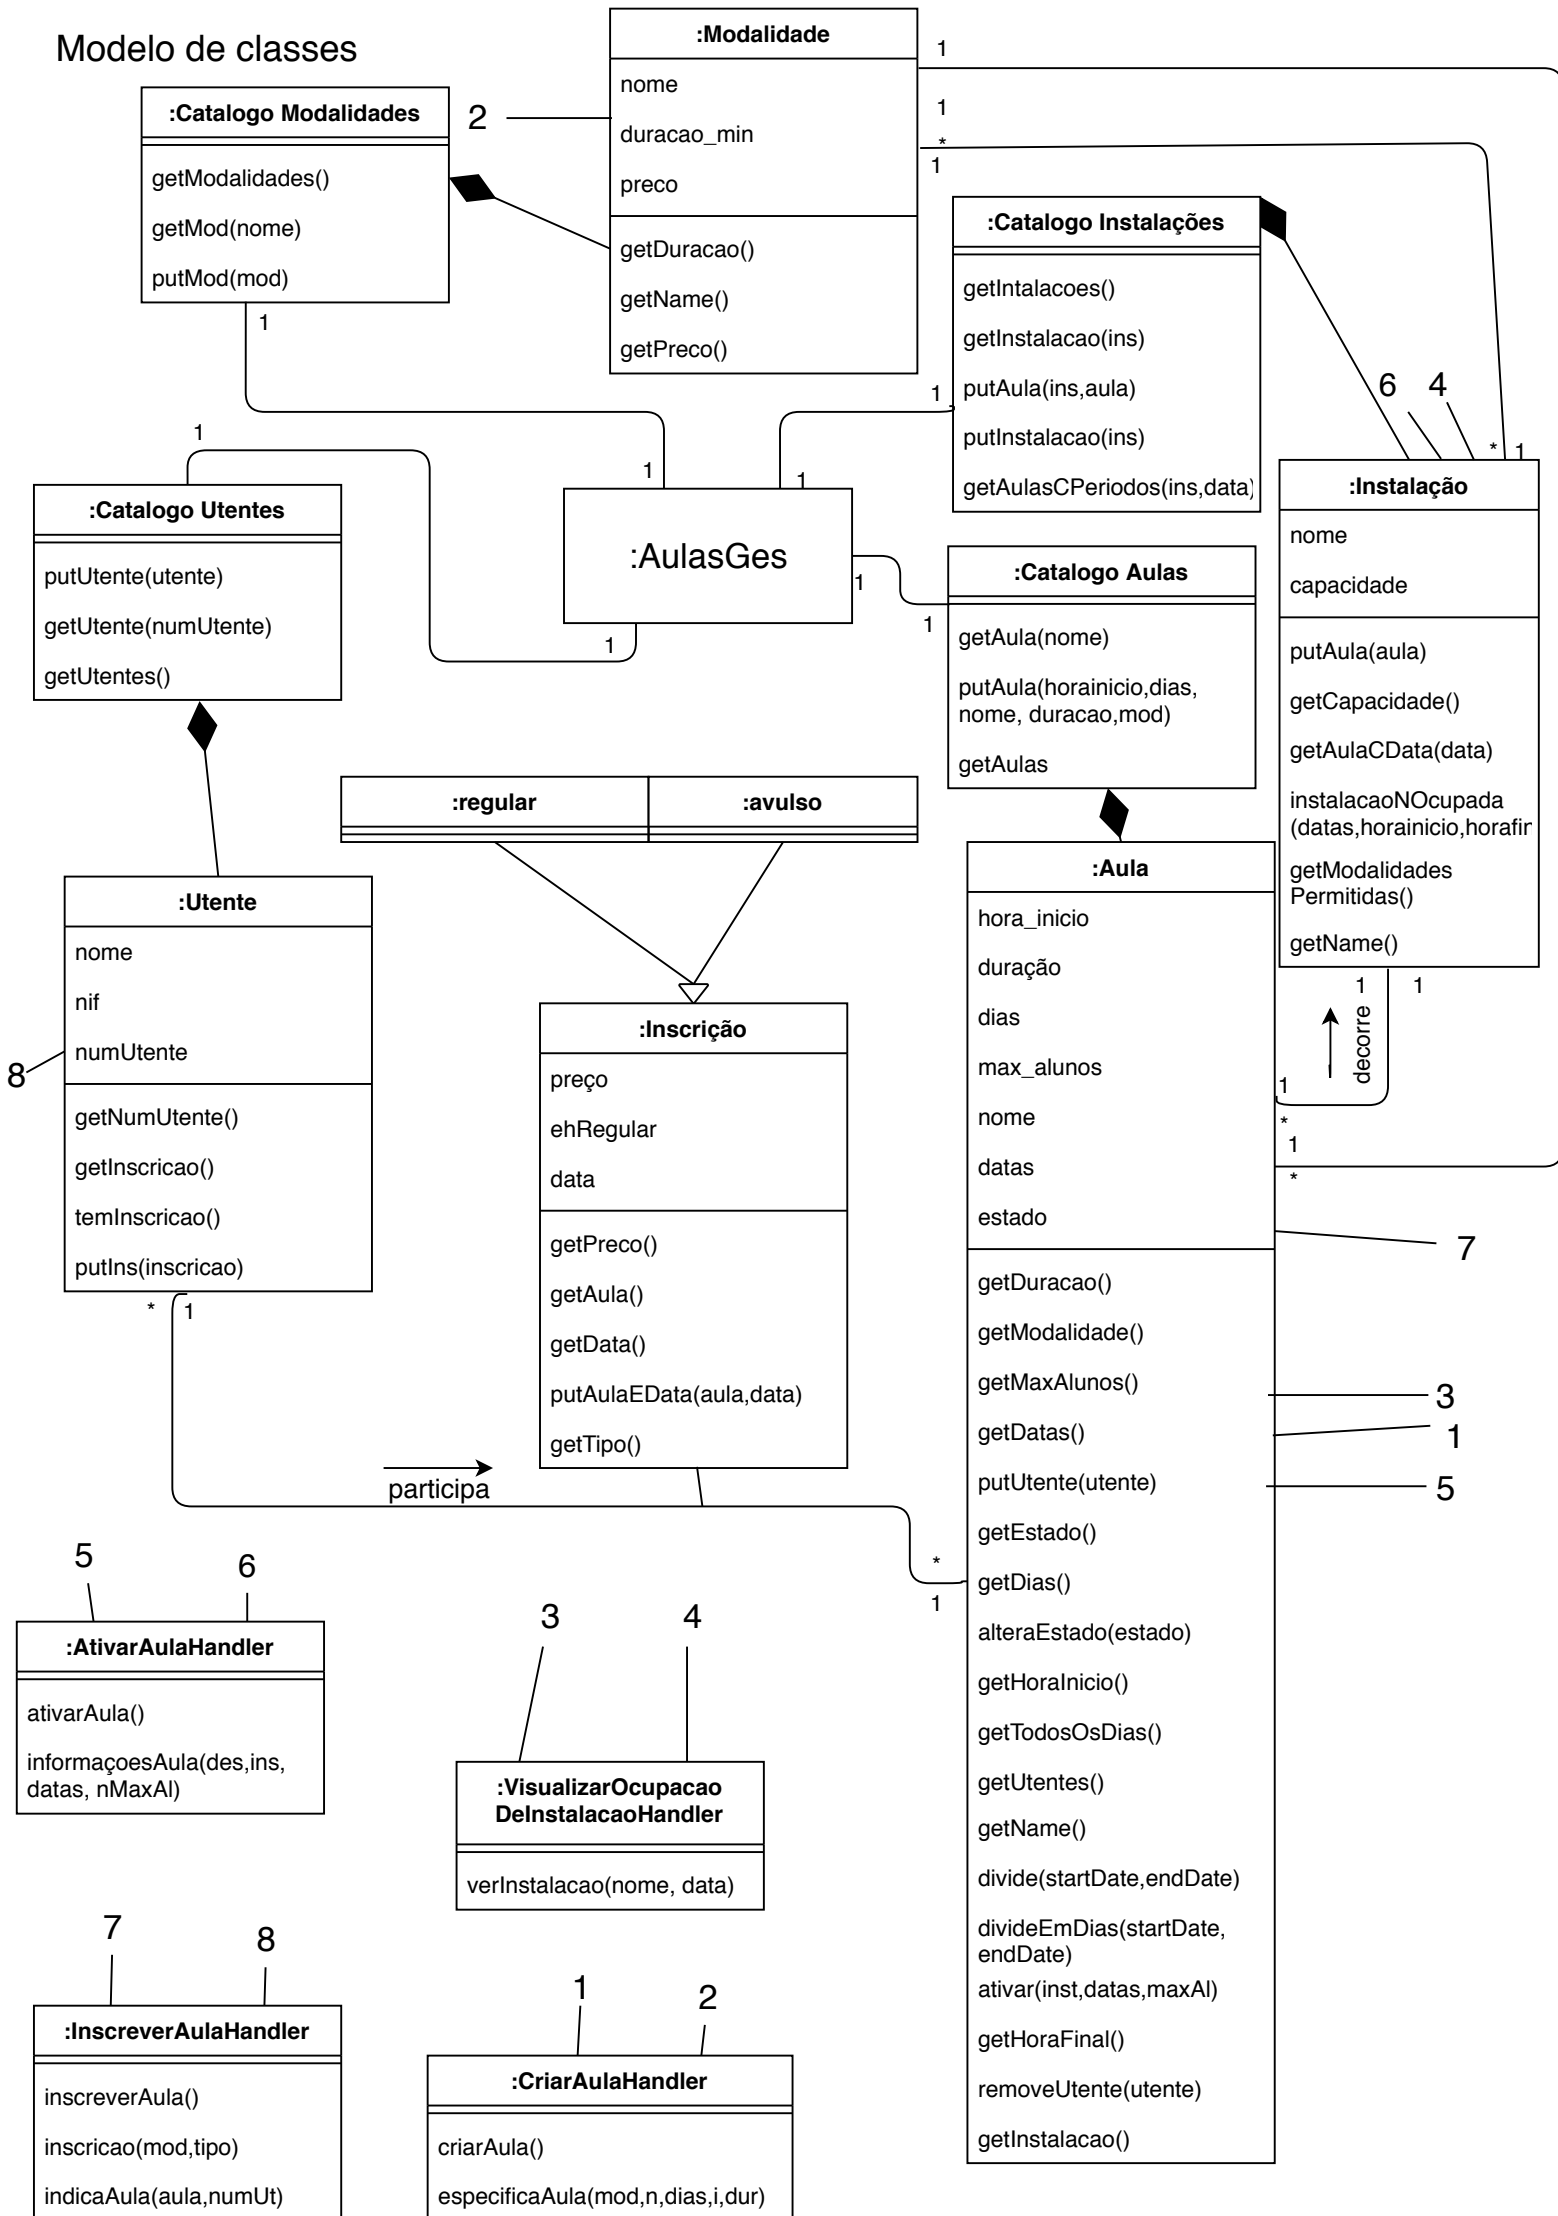 Modelo de classes
:Modalidade
nome
duracao_min
preco
getDuracao()
getName()
getPreco()
1
1
*
1
:Catalogo Modalidades
getModalidades()
getMod(nome)
putMod(mod)
2
1
:Catalogo Instalações
getIntalacoes()
getInstalacao(ins)
putAula(ins,aula)
putInstalacao(ins)
getAulasCPeriodos(ins,data)
1
6
4
*
1
1
1
1
:Catalogo Utentes
putUtente(utente)
getUtente(numUtente)
getUtentes()
:AulasGes
1
1
1
:Catalogo Aulas
getAula(nome)
putAula(horainicio,dias,
nome, duracao,mod)
getAulas
:Instalação
nome
capacidade
putAula(aula)
getCapacidade()
getAulaCData(data)
instalacaoNOcupada
(datas,horainicio,horafin
getModalidades
Permitidas()
getName()
1
1
decorre
1
*
1
*
:regular
:avulso
:Utente
nome
nif
numUtente
getNumUtente()
getInscricao()
temInscricao()
putIns(inscricao)
8
*
1
:Inscrição
preço
ehRegular
data
getPreco()
getAula()
getData()
putAulaEData(aula,data)
getTipo()
participa
*
1
:Aula
hora_inicio
duração
dias
max_alunos
nome
datas
estado
getDuracao()
getModalidade()
getMaxAlunos()
getDatas()
putUtente(utente)
getEstado()
getDias()
alteraEstado(estado)
getHoraInicio()
getTodosOsDias()
getUtentes()
getName()
divide(startDate,endDate)
divideEmDias(startDate,
endDate)
ativar(inst,datas,maxAl)
getHoraFinal()
removeUtente(utente)
getInstalacao()
7
3
1
5
5
6
:AtivarAulaHandler
ativarAula()
informaçoesAula(des,ins,
datas, nMaxAl)
3
4
:VisualizarOcupacao
DeInstalacaoHandler
verInstalacao(nome, data)
7
8
:InscreverAulaHandler
inscreverAula()
inscricao(mod,tipo)
indicaAula(aula,numUt)
1
2
:CriarAulaHandler
criarAula()
especificaAula(mod,n,dias,i,dur)